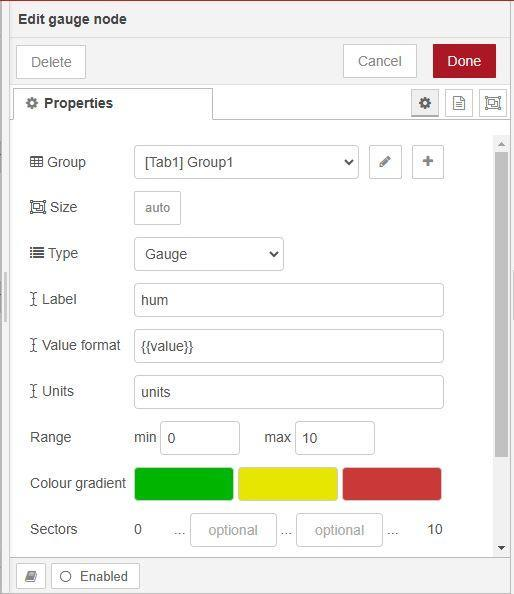 Edit gauge node
Delete Cancel Done
Properties
Group [Tab1] Group1
Size auto
Type Gauge
Label hum
Value format {{value}}
Units units
Range min 0 max 10
Colour gradient
Sectors 0 ... optional ... optional ... 10
Enabled